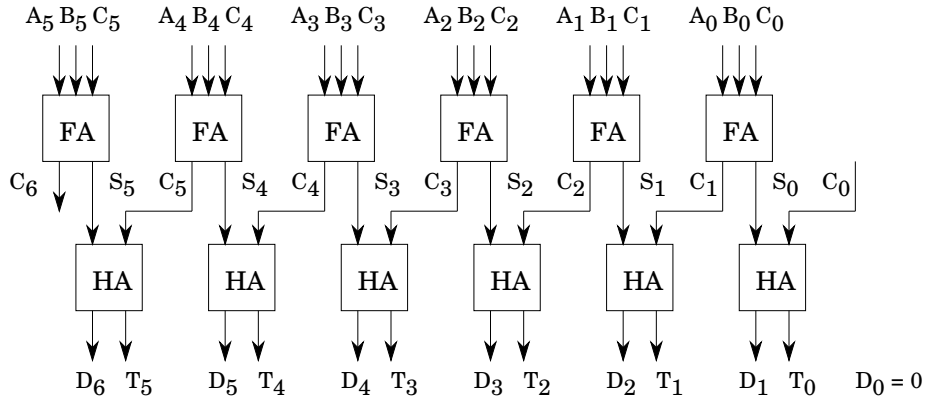 A₅ B₅ C₅ A₄ B₄ C₄ A₃ B₃ C₃ A₂ B₂ C₂ A₁ B₁ C₁ A₀ B₀ C₀
FA FA FA FA FA FA
C₆ S₅ C₅ S₄ C₄ S₃ C₃ S₂ C₂ S₁ C₁ S₀ C₀
HA HA HA HA HA HA
D₆ T₅ D₅ T₄ D₄ T₃ D₃ T₂ D₂ T₁ D₁ T₀ D₀ = 0